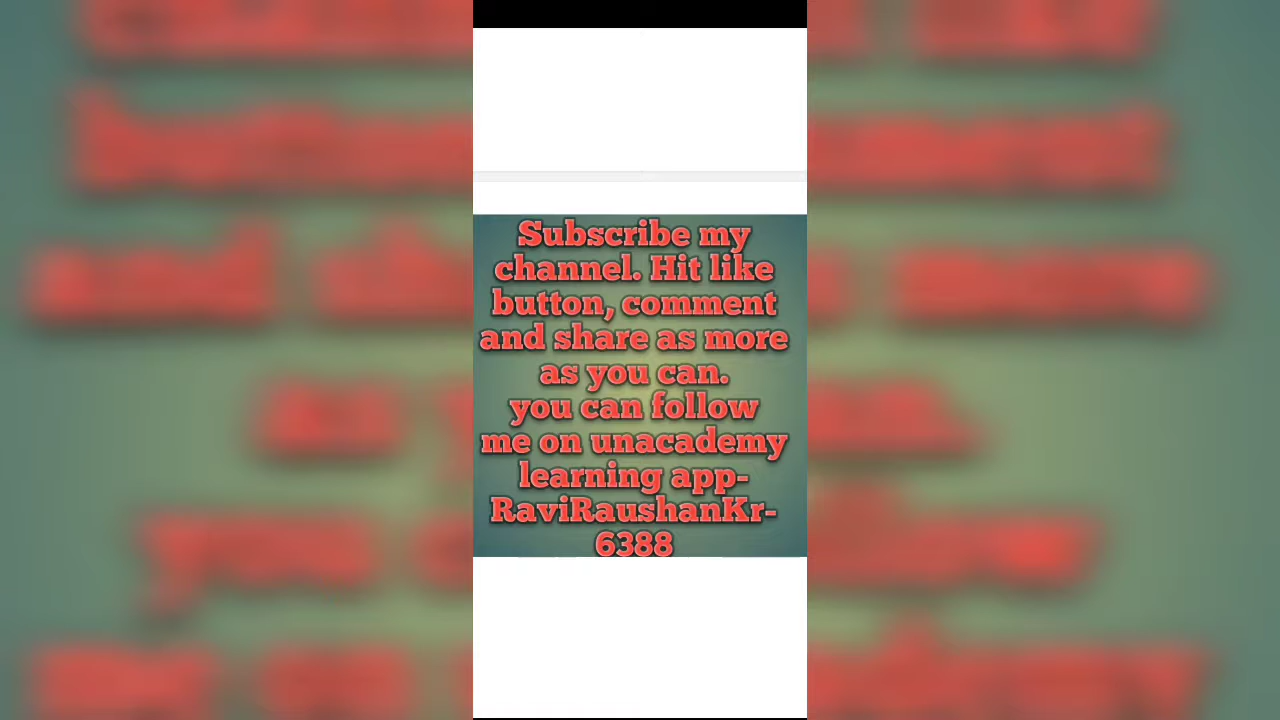 Subscribe my
channel. Hit like
button, comment
and share as more
as you can.
you can follow
me on unacademy
learning app-
RaviRaushanKr-
6388